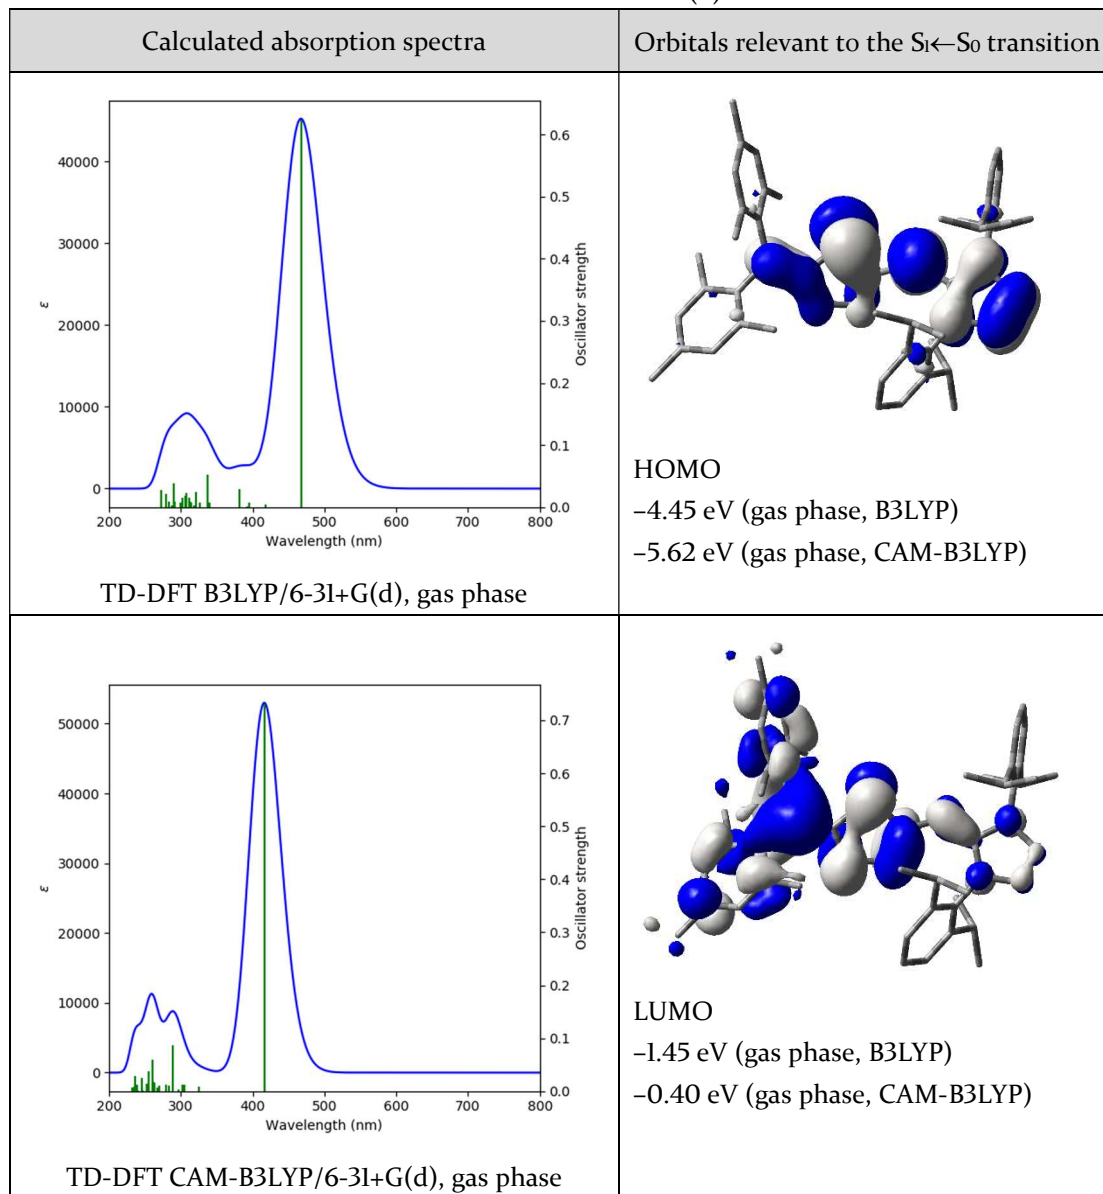 (S)
Calculated absorption spectra
Orbitals relevant to the S₁←S₀ transition
40000
30000
20000
10000
0
ε
0.6
0.5
0.4
0.3
0.2
0.1
0.0
Oscillator strength
200 300 400 500 600 700 800
Wavelength (nm)
TD-DFT B3LYP/6-31+G(d), gas phase
HOMO
–4.45 eV (gas phase, B3LYP)
–5.62 eV (gas phase, CAM-B3LYP)
50000
40000
30000
20000
10000
0
ε
0.7
0.6
0.5
0.4
0.3
0.2
0.1
0.0
Oscillator strength
200 300 400 500 600 700 800
Wavelength (nm)
TD-DFT CAM-B3LYP/6-31+G(d), gas phase
LUMO
–1.45 eV (gas phase, B3LYP)
–0.40 eV (gas phase, CAM-B3LYP)